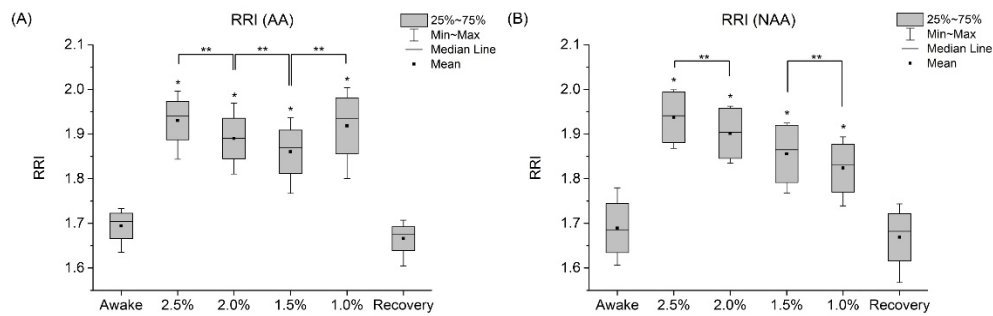 (A)
RRI (AA)
25%~75%
Min~Max
Median Line
Mean
2.1
2.0
1.9
1.8
1.7
1.6
RRI
** ** **
* * * *
Awake 2.5% 2.0% 1.5% 1.0% Recovery
(B)
RRI (NAA)
25%~75%
Min~Max
Median Line
Mean
2.1
2.0
1.9
1.8
1.7
1.6
RRI
** **
* * * *
Awake 2.5% 2.0% 1.5% 1.0% Recovery